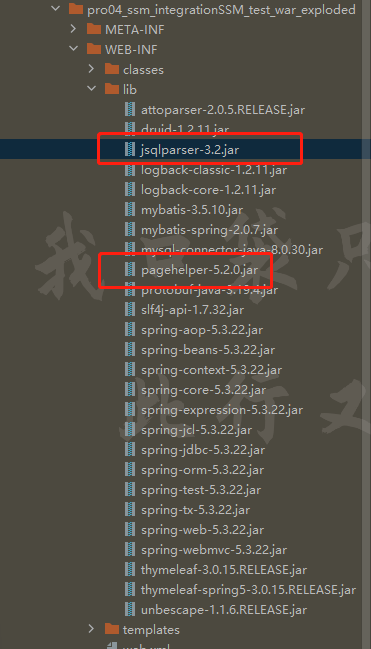 pro04_ssm_integrationSSM_test_war_exploded
META-INF
WEB-INF
classes
lib
attoparser-2.0.5.RELEASE.jar
druid-1.2.11.jar
jsqlparser-3.2.jar
logback-classic-1.2.11.jar
logback-core-1.2.11.jar
mybatis-3.5.10.jar
mybatis-spring-2.0.7.jar
mysql-connector-java-8.0.30.jar
pagehelper-5.2.0.jar
protobuf-java-3.19.4.jar
slf4j-api-1.7.32.jar
spring-aop-5.3.22.jar
spring-beans-5.3.22.jar
spring-context-5.3.22.jar
spring-core-5.3.22.jar
spring-expression-5.3.22.jar
spring-jcl-5.3.22.jar
spring-jdbc-5.3.22.jar
spring-orm-5.3.22.jar
spring-test-5.3.22.jar
spring-tx-5.3.22.jar
spring-web-5.3.22.jar
spring-webmvc-5.3.22.jar
thymeleaf-3.0.15.RELEASE.jar
thymeleaf-spring5-3.0.15.RELEASE.jar
unbescape-1.1.6.RELEASE.jar
templates
web.xml